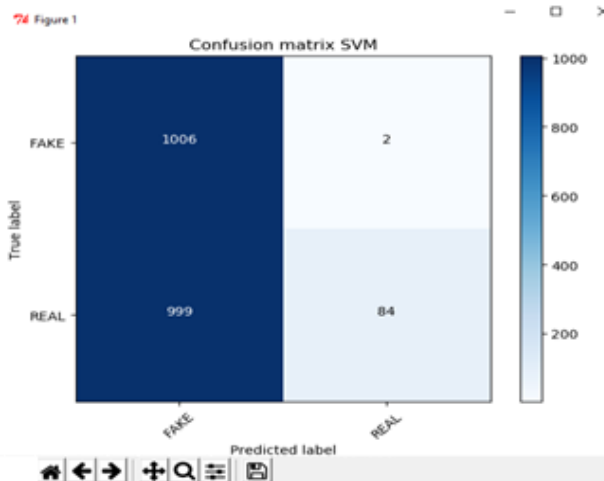 Figure 1
Confusion matrix SVM
1000
800
600
400
200
FAKE
1006
2
True label
REAL
999
84
FAKE
REAL
Predicted label